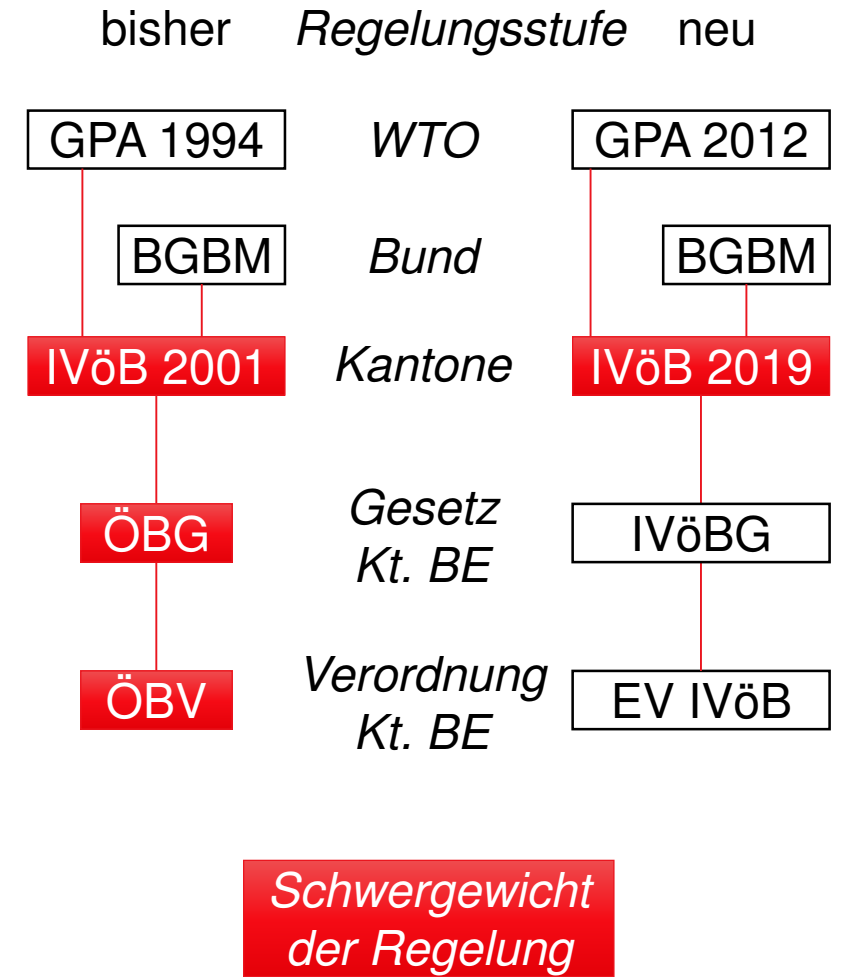 bisher Regelungsstufe neu
GPA 1994 WTO GPA 2012
BGBM Bund BGBM
IVöB 2001 Kantone IVöB 2019
Gesetz
ÖBG Kt. BE IVöBG
Verordnung
ÖBV Kt. BE EV IVöB
Schwergewicht
der Regelung